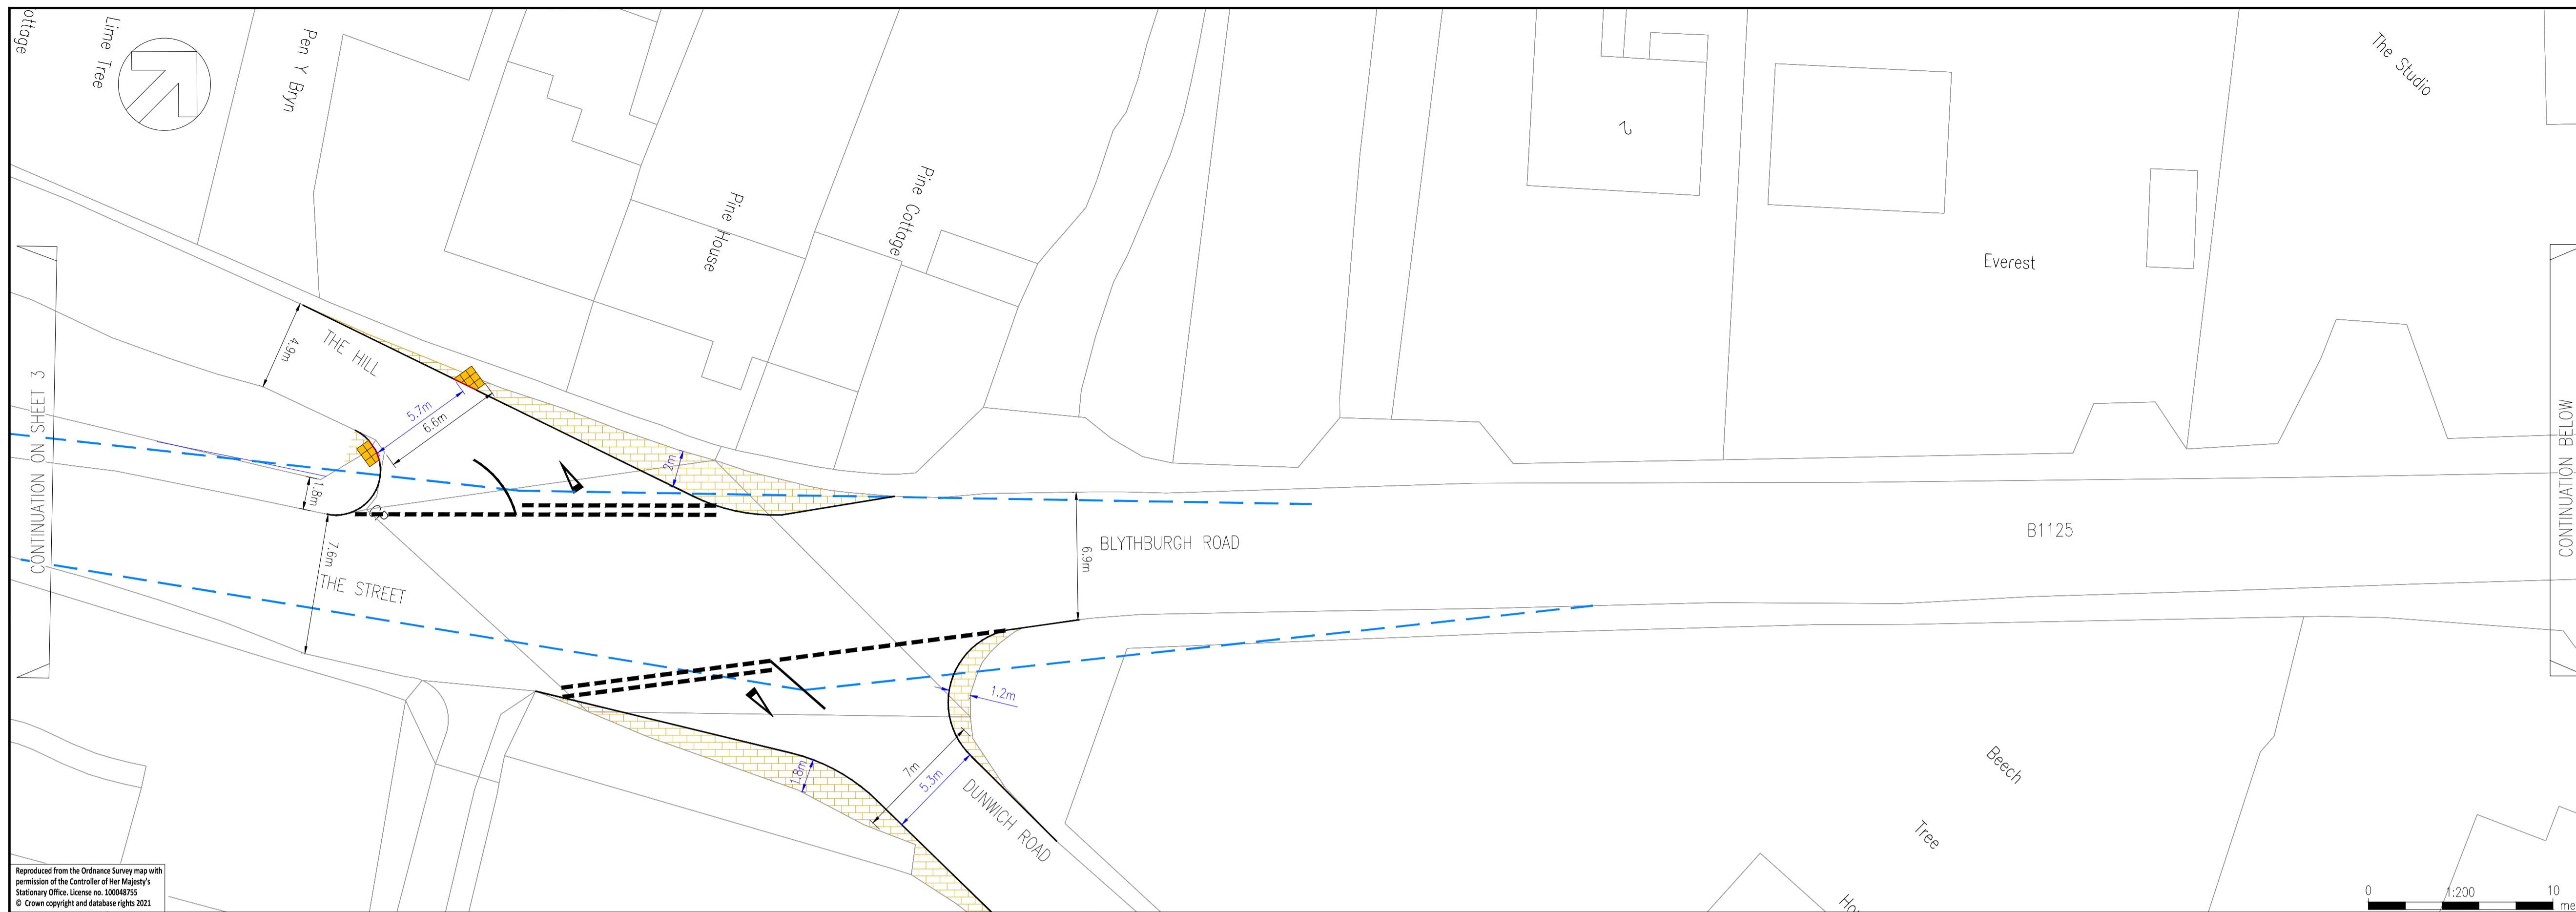 ottage
Lime Tree
Pen Y Bryn
Pine House
Pine Cottage
2
Everest
The Studio
CONTINUATION ON SHEET 3
THE HILL
4.9m
5.7m
6.6m
2m
1.8m
7.6m
THE STREET
6.9m
BLYTHBURGH ROAD
B1125
CONTINUATION BELOW
1.2m
1.8m
7m
5.3m
DUNWICH ROAD
Beech
Tree
Ho
Reproduced from the Ordnance Survey map with
permission of the Controller of Her Majesty's
Stationary Office. License no. 100048755
© Crown copyright and database rights 2021
0 1:200 10
me